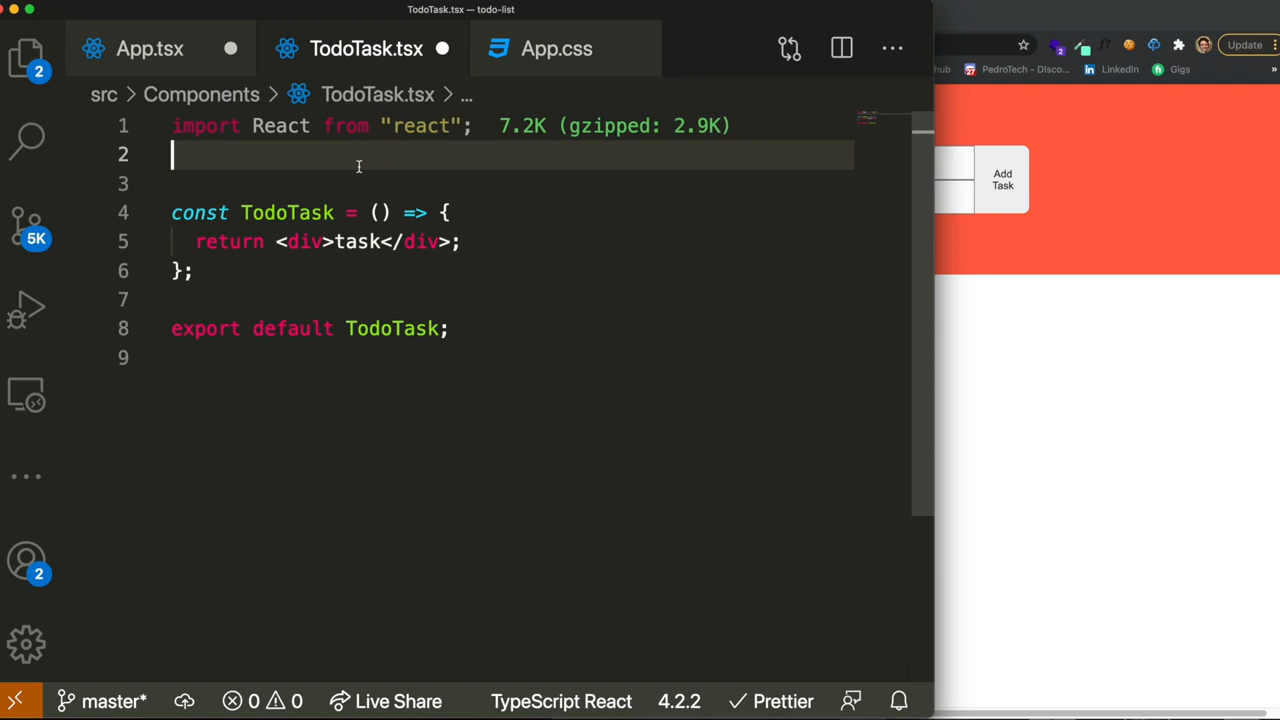 TodoTask.tsx — todo-list
App.tsx
TodoTask.tsx
App.css
src > Components > TodoTask.tsx > ...
1 import React from "react"; 7.2K (gzipped: 2.9K)
2
3
4 const TodoTask = () => {
5 return <div>task</div>;
6 };
7
8 export default TodoTask;
9
2
5K
2
master*
0
0
Live Share
TypeScript React
4.2.2
Prettier
f?
2
Update
hub
PedroTech - Disco...
LinkedIn
Gigs
»
Add
Task